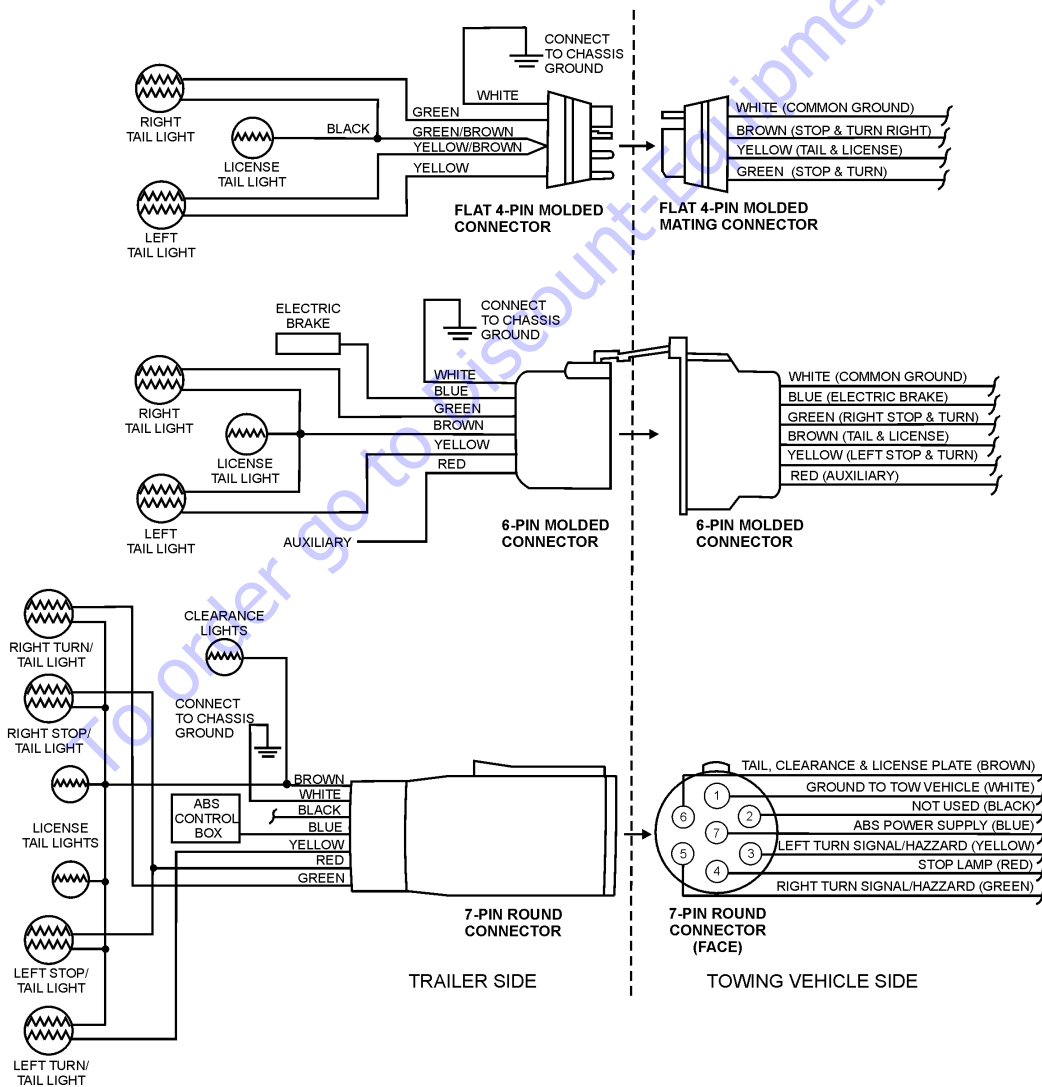 CONNECT
TO CHASSIS
GROUND
WHITE
GREEN
BLACK
GREEN/BROWN
YELLOW/BROWN
YELLOW
RIGHT
TAIL LIGHT
LICENSE
TAIL LIGHT
LEFT
TAIL LIGHT
FLAT 4-PIN MOLDED
CONNECTOR
WHITE (COMMON GROUND)
BROWN (STOP & TURN RIGHT)
YELLOW (TAIL & LICENSE)
GREEN (STOP & TURN)
FLAT 4-PIN MOLDED
MATING CONNECTOR
ELECTRIC
BRAKE
CONNECT
TO CHASSIS
GROUND
WHITE
BLUE
GREEN
BROWN
YELLOW
RED
RIGHT
TAIL LIGHT
LICENSE
TAIL LIGHT
LEFT
TAIL LIGHT
AUXILIARY
6-PIN MOLDED
CONNECTOR
WHITE (COMMON GROUND)
BLUE (ELECTRIC BRAKE)
GREEN (RIGHT STOP & TURN)
BROWN (TAIL & LICENSE)
YELLOW (LEFT STOP & TURN)
RED (AUXILIARY)
6-PIN MOLDED
CONNECTOR
RIGHT TURN/
TAIL LIGHT
RIGHT STOP/
TAIL LIGHT
LICENSE
TAIL LIGHTS
LEFT STOP/
TAIL LIGHT
LEFT TURN/
TAIL LIGHT
CLEARANCE
LIGHTS
CONNECT
TO CHASSIS
GROUND
ABS
CONTROL
BOX
BROWN
WHITE
BLACK
BLUE
YELLOW
RED
GREEN
7-PIN ROUND
CONNECTOR
TAIL, CLEARANCE & LICENSE PLATE (BROWN)
GROUND TO TOW VEHICLE (WHITE)
NOT USED (BLACK)
ABS POWER SUPPLY (BLUE)
LEFT TURN SIGNAL/HAZZARD (YELLOW)
STOP LAMP (RED)
RIGHT TURN SIGNAL/HAZZARD (GREEN)
1
6
2
7
5
3
4
7-PIN ROUND
CONNECTOR
(FACE)
TRAILER SIDE
TOWING VEHICLE SIDE
To order go to Discount-Equipment